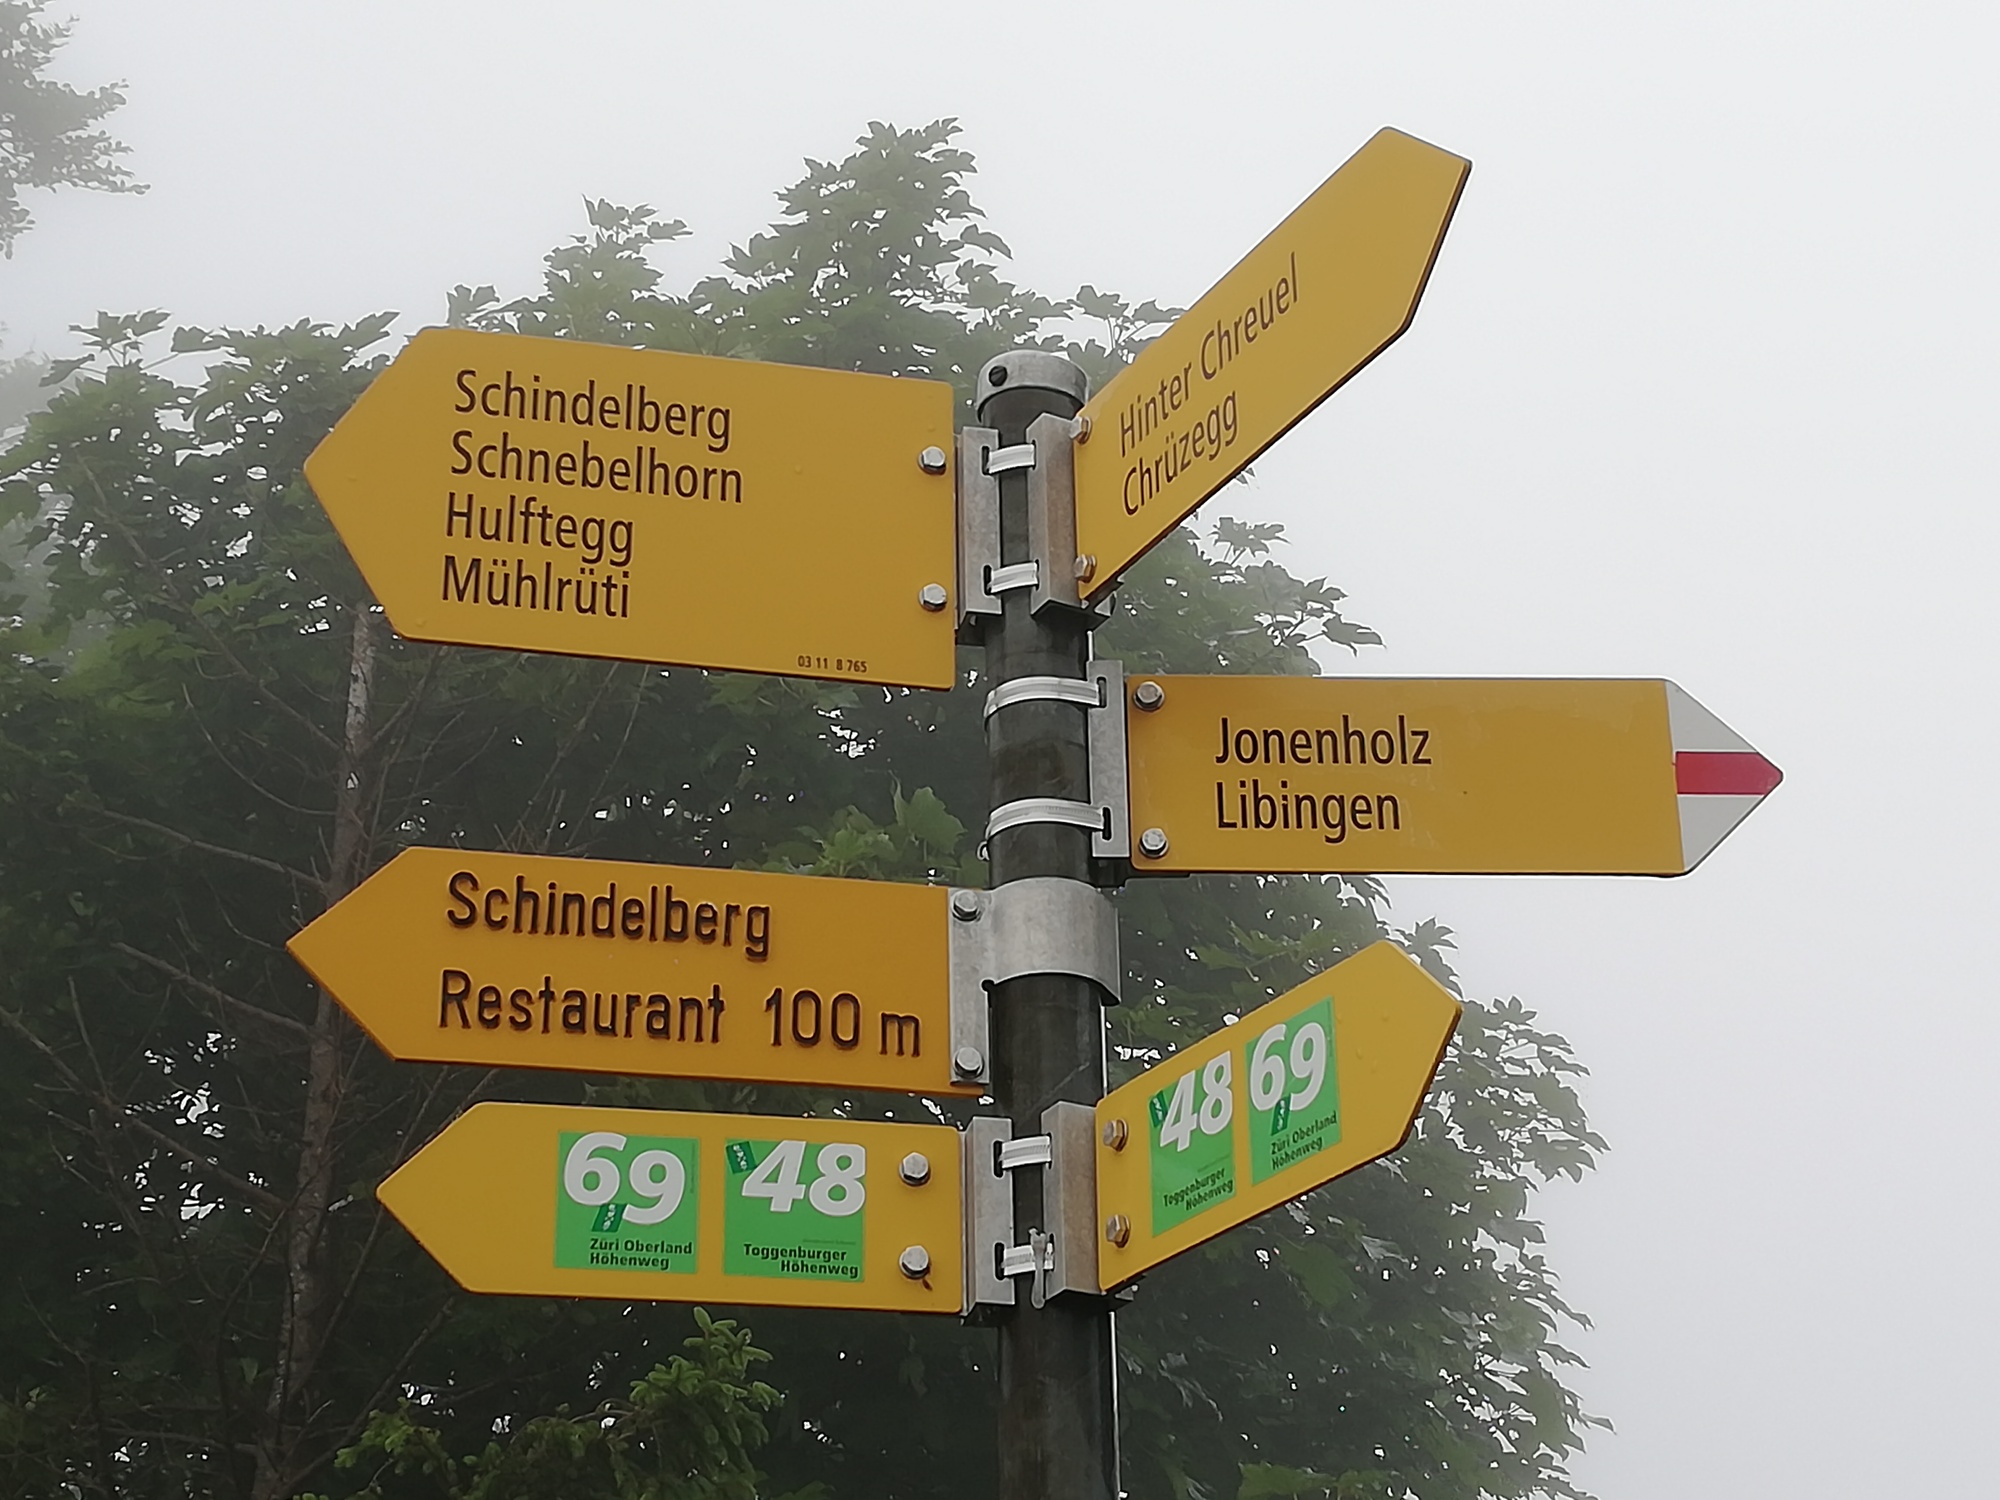 Schindelberg
Schnebelhorn
Hulftegg
Mühlrüti
03 11 8 765
Hinter Chreuel
Chrüzegg
Jonenholz
Libingen
Schindelberg
Restaurant 100 m
69
Züri Oberland
Höhenweg
48
Toggenburger
Höhenweg
48
Toggenburger
Höhenweg
69
Züri Oberland
Höhenweg